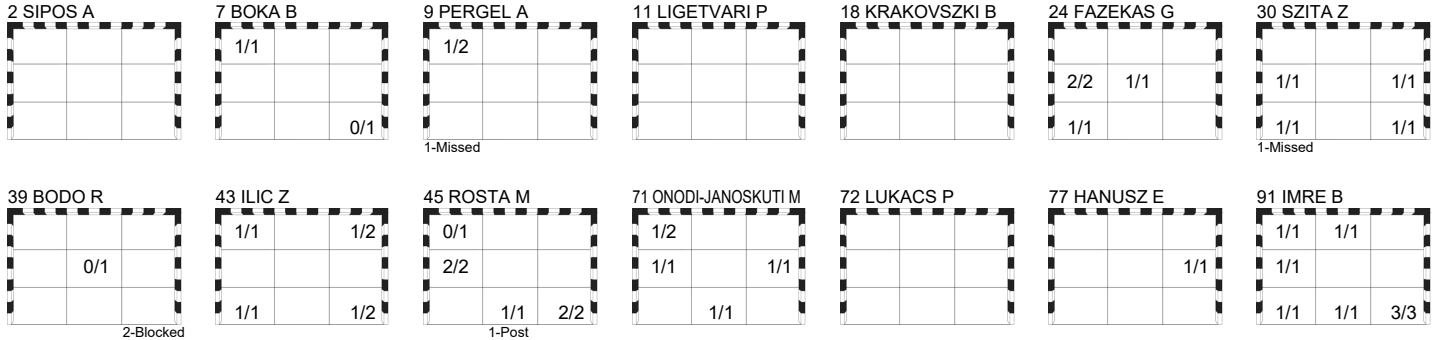 2 SIPOS A 7 BOKA B 9 PERGEL A 11 LIGETVARI P 18 KRAKOVSZKI B 24 FAZEKAS G 30 SZITA Z
1/1 1/2
2/2 1/1 1/1 1/1
0/1 1/1 1/1 1/1
1-Missed 1-Missed
39 BODO R 43 ILIC Z 45 ROSTA M 71 ONODI-JANOSKUTI M 72 LUKACS P 77 HANUSZ E 91 IMRE B
1/1 1/2 0/1 1/2 1/1 1/1
0/1 2/2 1/1 1/1 1/1 1/1
1/1 1/2 1/1 2/2 1/1 1/1 1/1 3/3
2-Blocked 1-Post